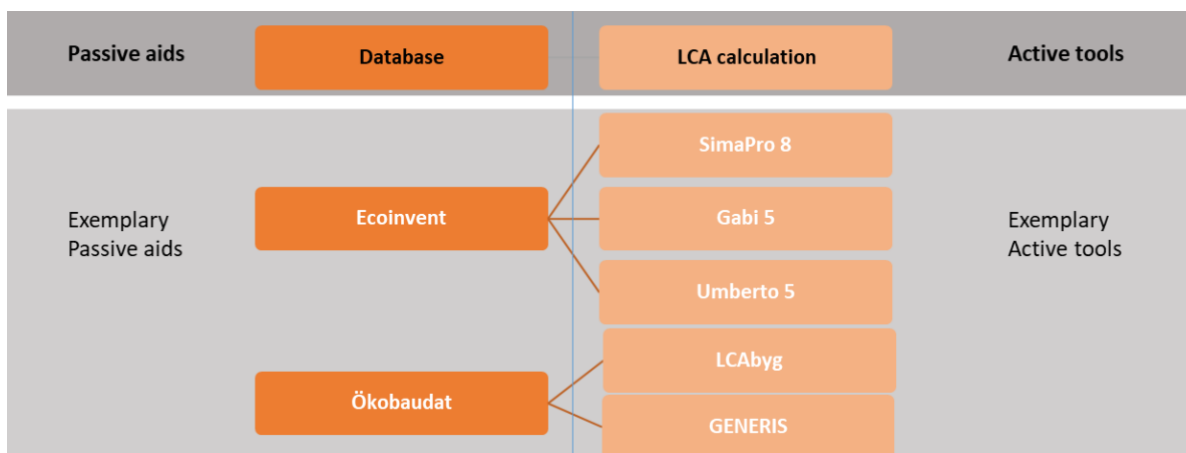 Passive aids
Database
LCA calculation
Active tools
Exemplary
Passive aids
Ecoinvent
SimaPro 8
Gabi 5
Umberto 5
Exemplary
Active tools
Ökobaudat
LCAbyg
GENERIS